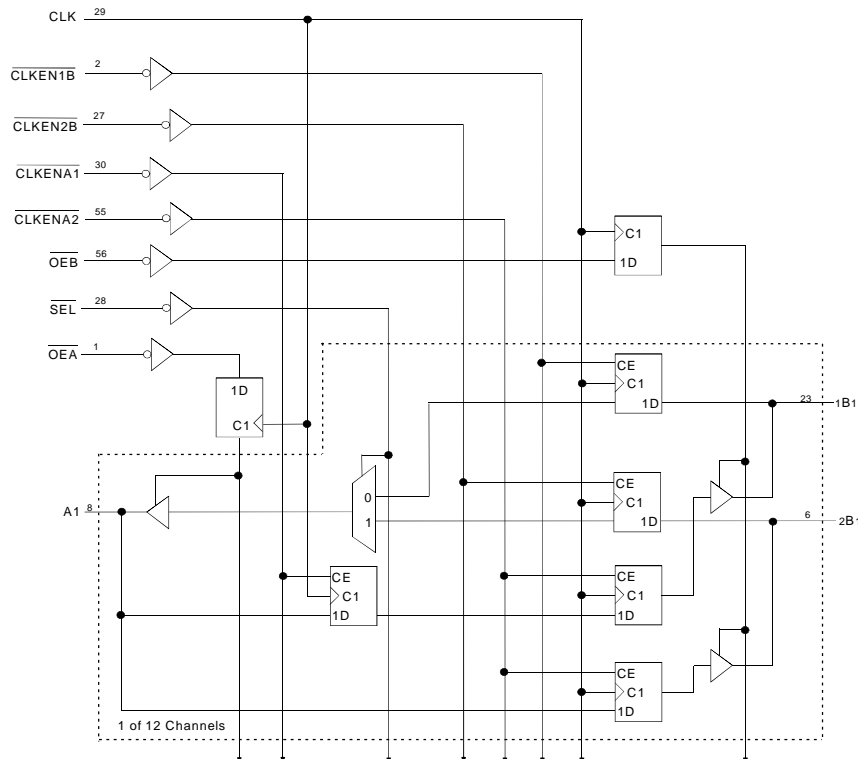 CLK 29
CLKEN1B 2
CLKEN2B 27
CLKENA1 30
CLKENA2 55
C1
OEB 56
1D
SEL 28
OEA 1
CE
1D
C1
1D
23 1B1
C1
CE
0
C1
A1 8
1
1D
6 2B1
CE
CE
C1
C1
1D
1D
CE
C1
1D
1 of 12 Channels